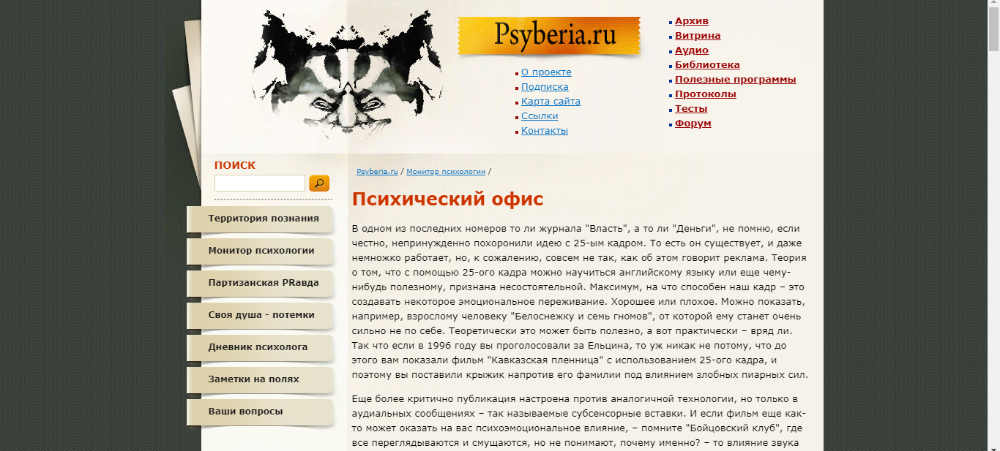 Psyberia.ru
О проекте
Подписка
Карта сайта
Ссылки
Контакты
Архив
Витрина
Аудио
Библиотека
Полезные программы
Протоколы
Тесты
Форум
ПОИСК
Территория познания
Монитор психологии
Партизанская PRавда
Своя душа - потемки
Дневник психолога
Заметки на полях
Ваши вопросы
Psyberia.ru / Монитор психологии /
Психический офис
В одном из последних номеров то ли журнала "Власть", а то ли "Деньги", не помню, если
честно, непринужденно похоронили идею с 25-ым кадром. То есть он существует, и даже
немножко работает, но, к сожалению, совсем не так, как об этом говорит реклама. Теория
о том, что с помощью 25-ого кадра можно научиться английскому языку или еще чему-
нибудь полезному, признана несостоятельной. Максимум, на что способен наш кадр – это
создавать некоторое эмоциональное переживание. Хорошее или плохое. Можно показать,
например, взрослому человеку "Белоснежку и семь гномов", от которой ему станет очень
сильно не по себе. Теоретически это может быть полезно, а вот практически – вряд ли.
Так что если в 1996 году вы проголосовали за Ельцина, то уж никак не потому, что до
этого вам показали фильм "Кавказская пленница" с использованием 25-ого кадра, и
поэтому вы поставили крыжик напротив его фамилии под влиянием злобных пиарных сил.
Еще более критично публикация настроена против аналогичной технологии, но только в
аудиальных сообщениях – так называемые субсенсорные вставки. И если фильм еще как-
то может оказать на вас психоэмоциональное влияние, – помните "Бойцовский клуб", где
все переглядываются и смущаются, но не понимают, почему именно? – то влияние звука